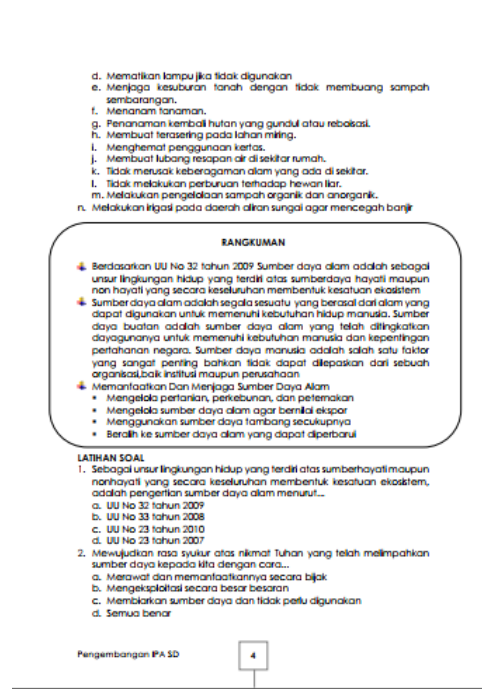 d. Mematikan lampu jika tidak digunakan
e. Menjaga kesuburan tanah dengan tidak membuang sampah
sembarangan.
f. Menanam tanaman.
g. Penanaman kembali hutan yang gundul atau reboisasi.
h. Membuat terasering pada lahan miring.
i. Menghemat penggunaan kertas.
j. Membuat lubang resapan air di sekitar rumah.
k. Tidak merusak keberagaman alam yang ada di sekitar.
l. Tidak melakukan perburuan terhadap hewan liar.
m. Melakukan pengelolaan sampah organik dan anorganik.
n. Melakukan irigasi pada daerah aliran sungai agar mencegah banjir
RANGKUMAN
Berdasarkan UU No 32 tahun 2009 Sumber daya alam adalah sebagai
unsur lingkungan hidup yang terdiri atas sumberdaya hayati maupun
non hayati yang secara keseluruhan membentuk kesatuan ekosistem
Sumber daya alam adalah segala sesuatu yang berasal dari alam yang
dapat digunakan untuk memenuhi kebutuhan hidup manusia. Sumber
daya buatan adalah sumber daya alam yang telah ditingkatkan
dayagunanya untuk memenuhi kebutuhan manusia dan kepentingan
pertahanan negara. Sumber daya manusia adalah salah satu faktor
yang sangat penting bahkan tidak dapat dilepaskan dari sebuah
organisasi,baik institusi maupun perusahaan
Memanfaatkan Dan Menjaga Sumber Daya Alam
• Mengelola pertanian, perkebunan, dan peternakan
• Mengelola sumber daya alam agar bernilai ekspor
• Menggunakan sumber daya tambang secukupnya
• Beralih ke sumber daya alam yang dapat diperbarui
LATIHAN SOAL
1. Sebagai unsur lingkungan hidup yang terdiri atas sumberhayati maupun
nonhayati yang secara keseluruhan membentuk kesatuan ekosistem,
adalah pengertian sumber daya alam menurut...
a. UU No 32 tahun 2009
b. UU No 33 tahun 2008
c. UU No 23 tahun 2010
d. UU No 23 tahun 2007
2. Mewujudkan rasa syukur atas nikmat Tuhan yang telah melimpahkan
sumber daya kepada kita dengan cara...
a. Merawat dan memanfaatkannya secara bijak
b. Mengeksploitasi secara besar besaran
c. Membiarkan sumber daya dan tidak perlu digunakan
d. Semua benar
Pengembangan IPA SD
4